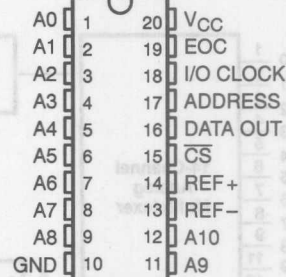 A0 1 20 VCC
A1 2 19 EOC
A2 3 18 I/O CLOCK
A3 4 17 ADDRESS
A4 5 16 DATA OUT
A5 6 15 C̅S̅
A6 7 14 REF+
A7 8 13 REF−
A8 9 12 A10
GND 10 11 A9